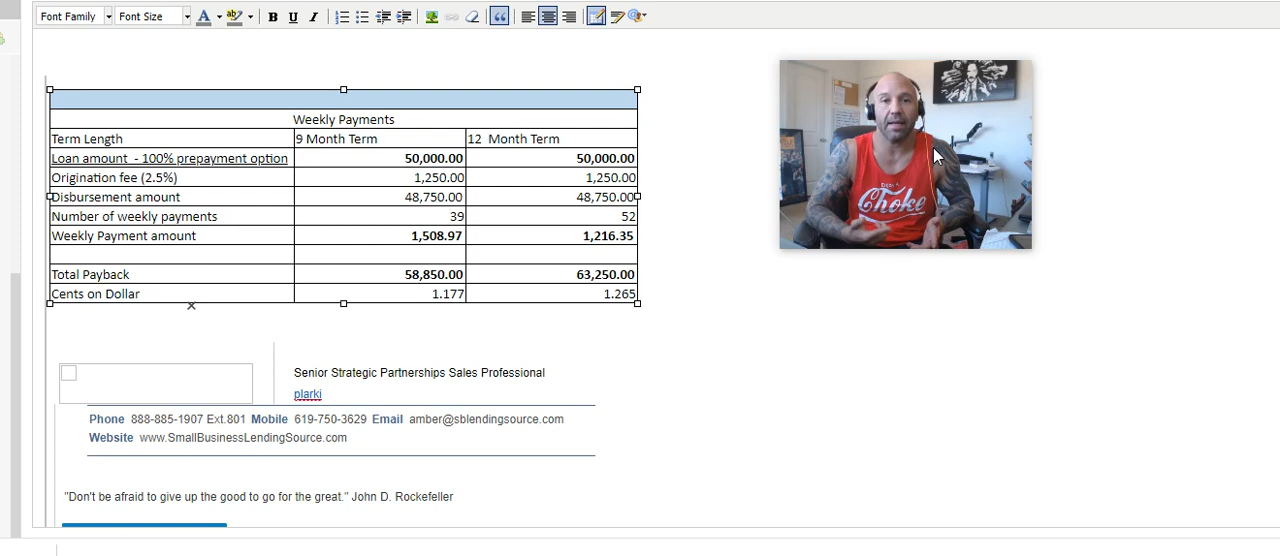 Font Family Font Size A ab B U I
Weekly Payments
Term Length 9 Month Term 12 Month Term
Loan amount - 100% prepayment option 50,000.00 50,000.00
Origination fee (2.5%) 1,250.00 1,250.00
Disbursement amount 48,750.00 48,750.00
Number of weekly payments 39 52
Weekly Payment amount 1,508.97 1,216.35
Total Payback 58,850.00 63,250.00
Cents on Dollar 1.177 1.265
Choke
Senior Strategic Partnerships Sales Professional
plarki
Phone 888-885-1907 Ext.801 Mobile 619-750-3629 Email amber@sblendingsource.com
Website www.SmallBusinessLendingSource.com
"Don't be afraid to give up the good to go for the great." John D. Rockefeller